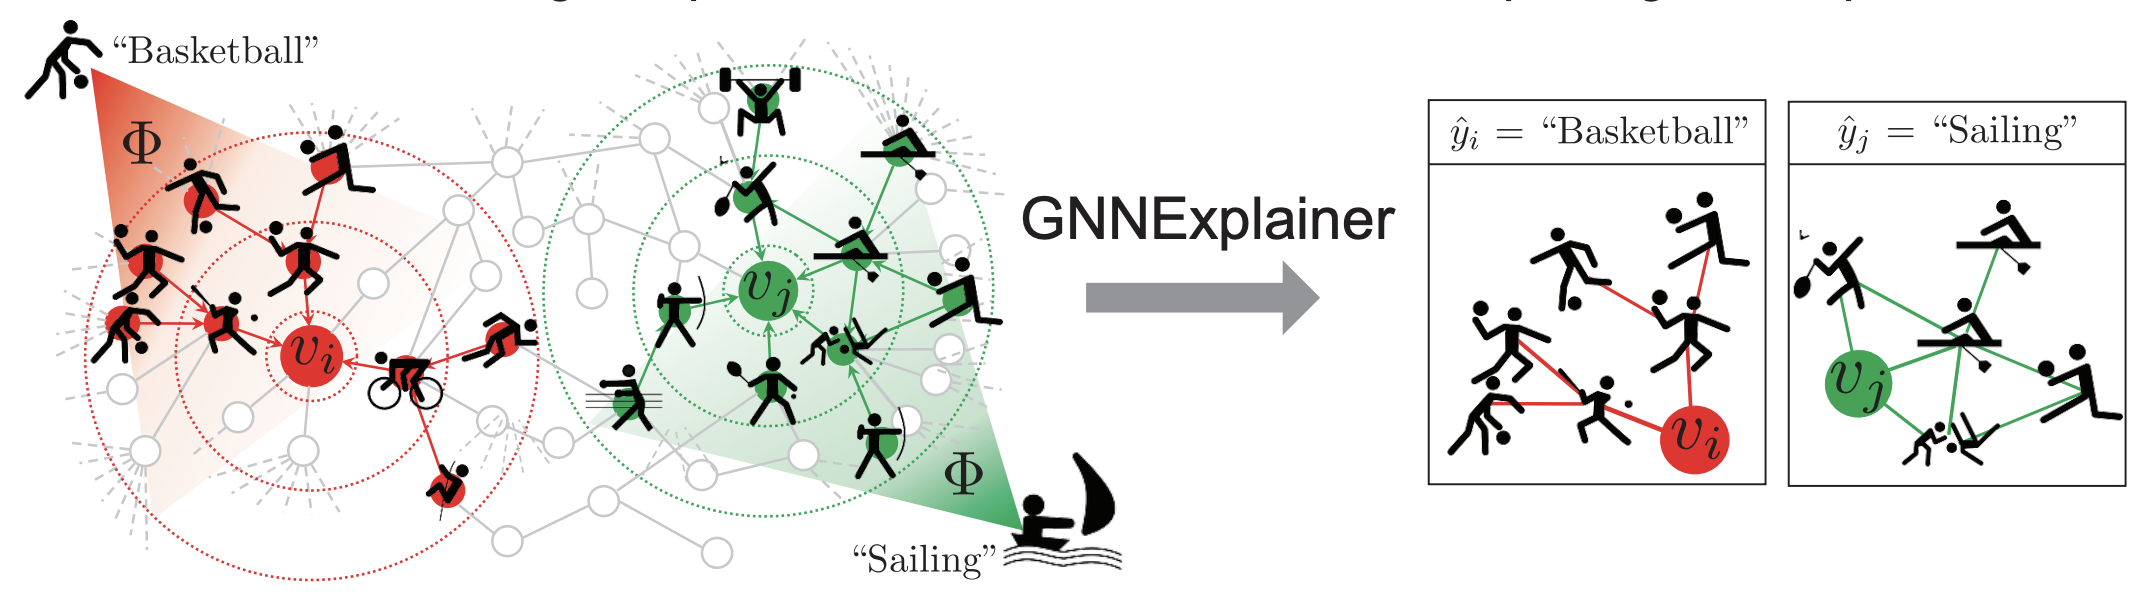 “Basketball”
Φ
v_i
v_j
Φ
“Sailing”
GNNExplainer
ŷ_i = “Basketball”
v_i
ŷ_j = “Sailing”
v_j